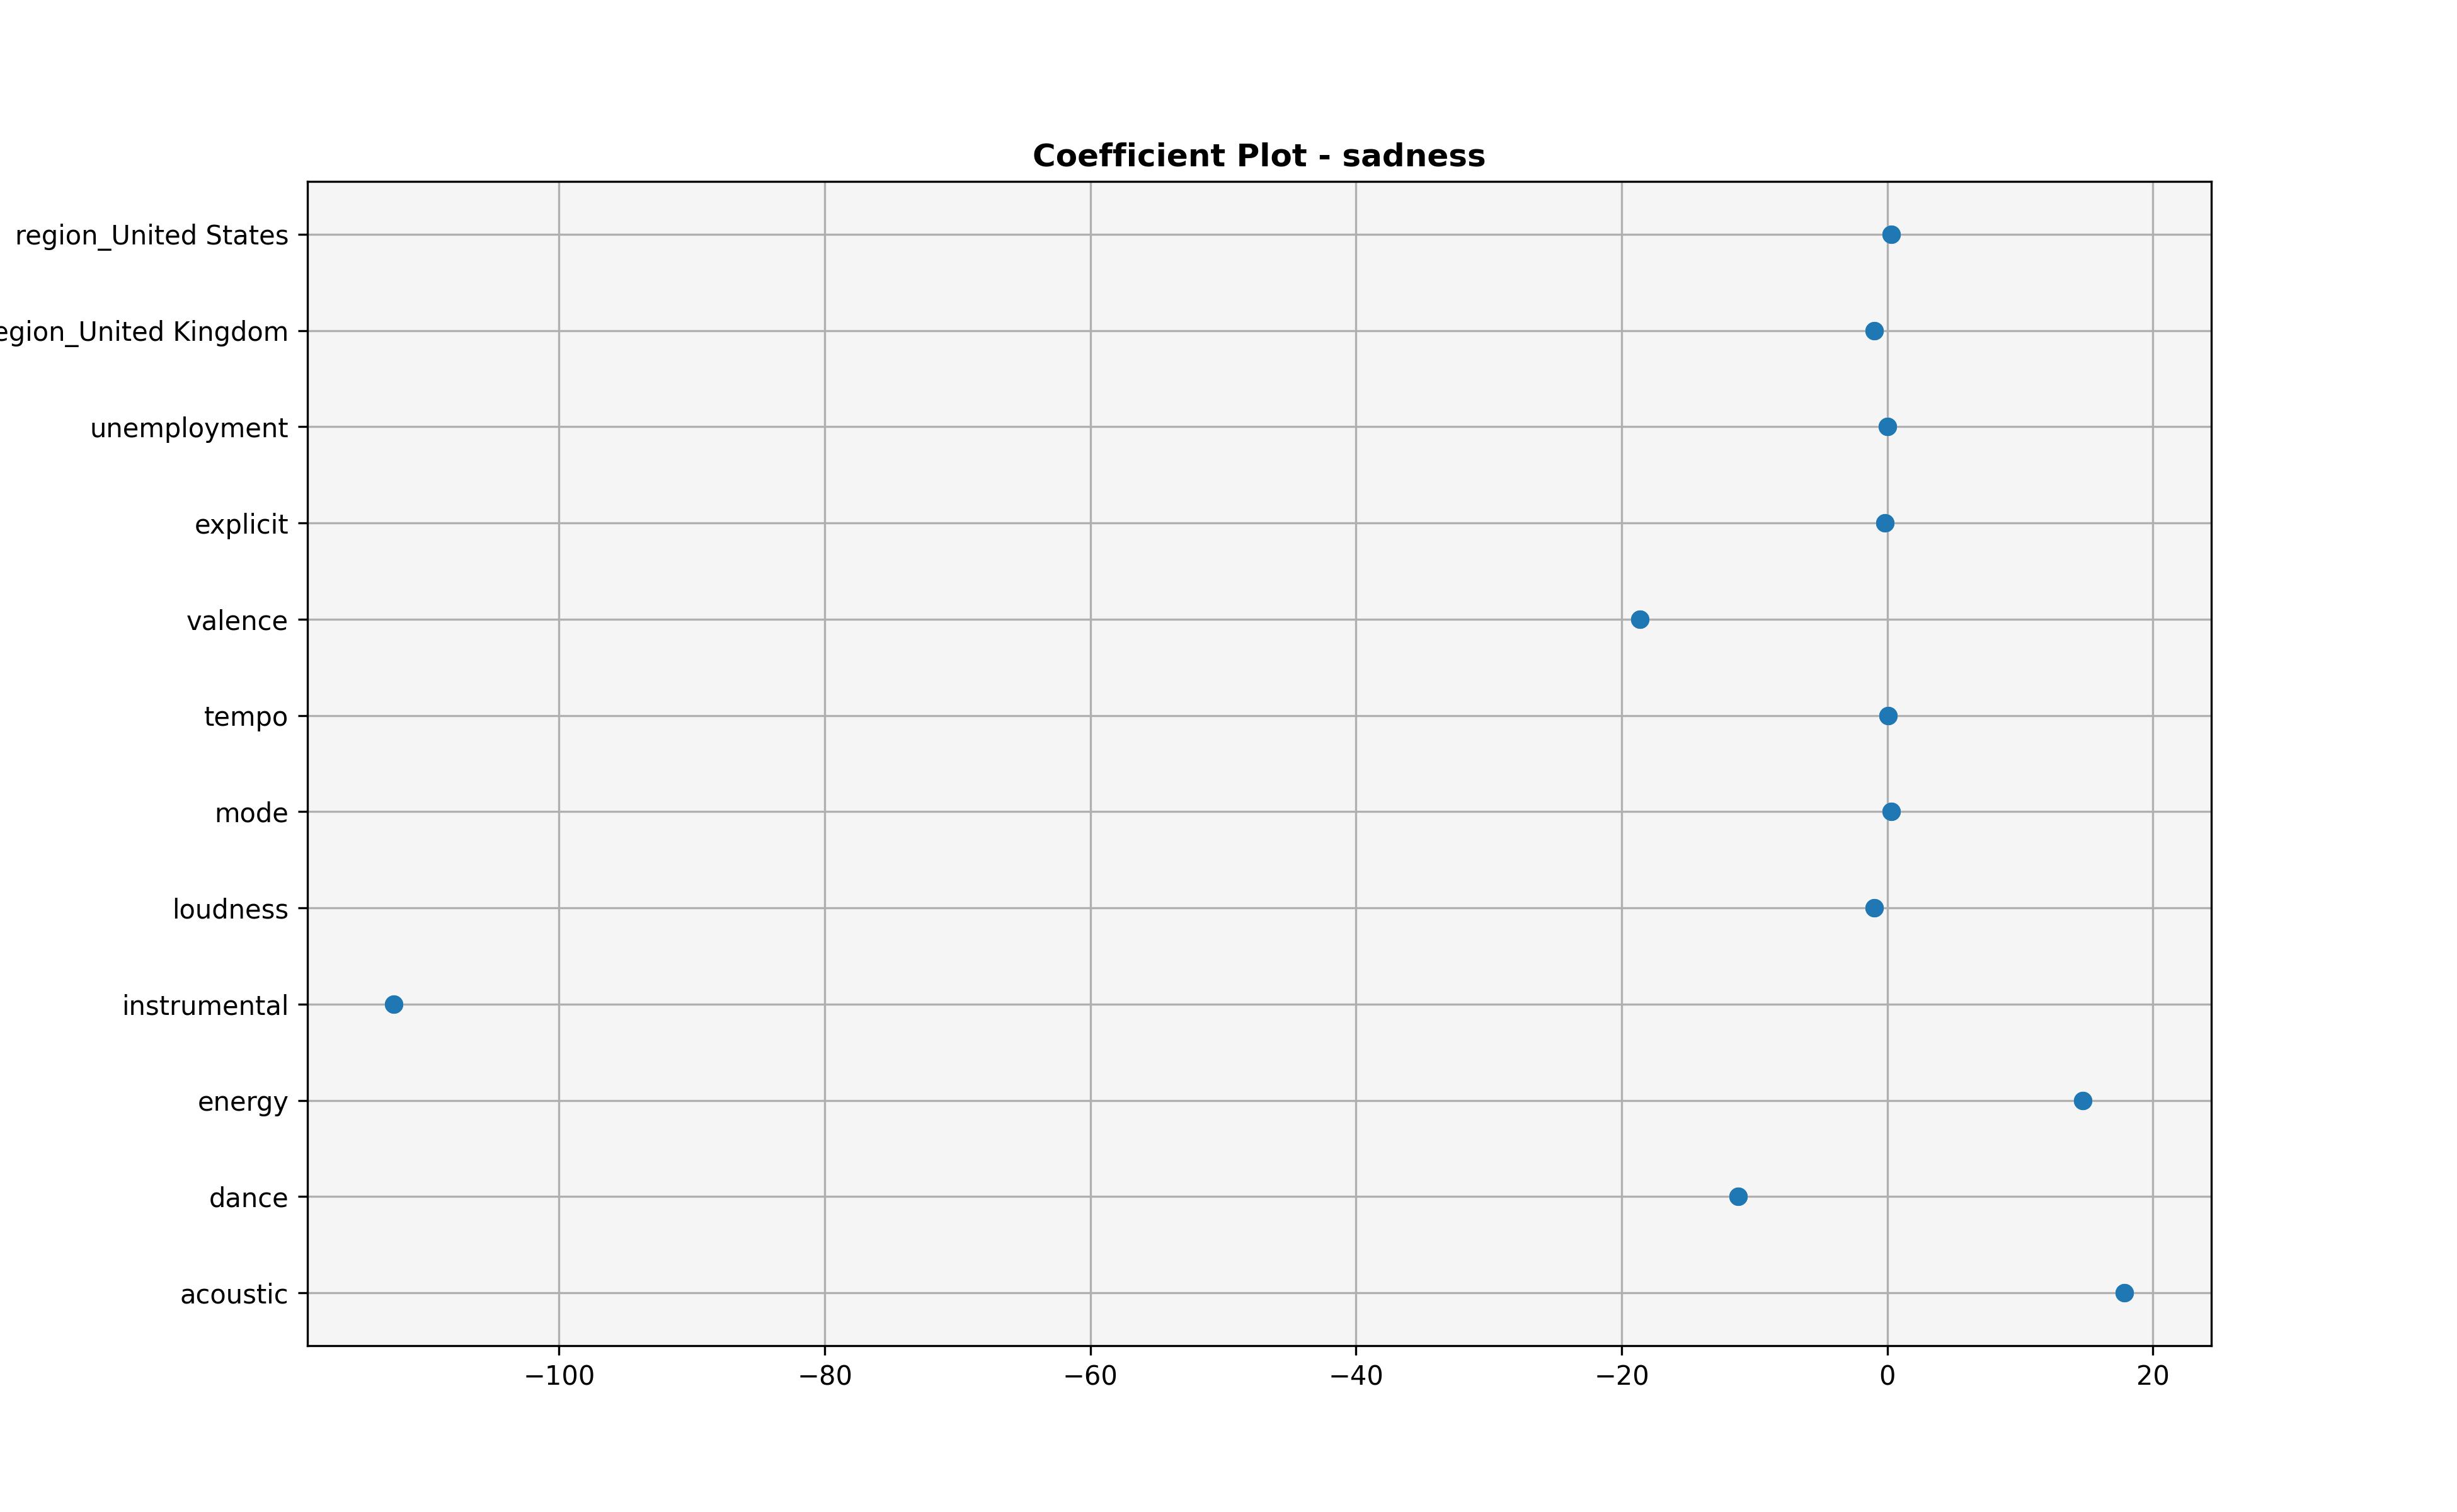 Coefficient Plot - sadness
region_United States
egion_United Kingdom
unemployment
explicit
valence
tempo
mode
loudness
instrumental
energy
dance
acoustic
−100 −80 −60 −40 −20 0 20